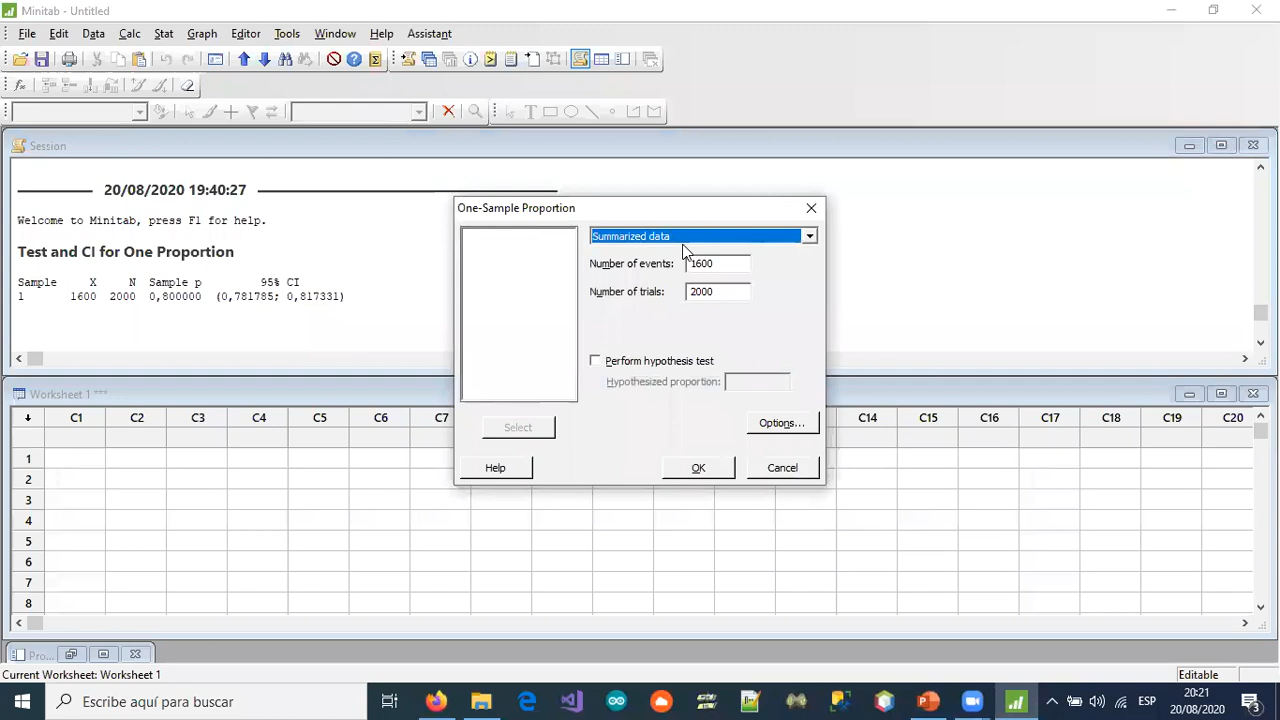 Minitab - Untitled
File Edit Data Calc Stat Graph Editor Tools Window Help Assistant
Session
20/08/2020 19:40:27
Welcome to Minitab, press F1 for help.
Test and CI for One Proportion
Sample X N Sample p 95% CI
1 1600 2000 0,800000 (0,781785; 0,817331)
One-Sample Proportion
Summarized data
Number of events: 1600
Number of trials: 2000
Perform hypothesis test
Hypothesized proportion:
Select
Options...
Help OK Cancel
Worksheet 1 ***
C1 C2 C3 C4 C5 C6 C7 C14 C15 C16 C17 C18 C19 C20
1
2
3
4
5
6
7
8
Pro...
Current Worksheet: Worksheet 1
Editable
Escribe aquí para buscar
ESP
20:21
20/08/2020
3